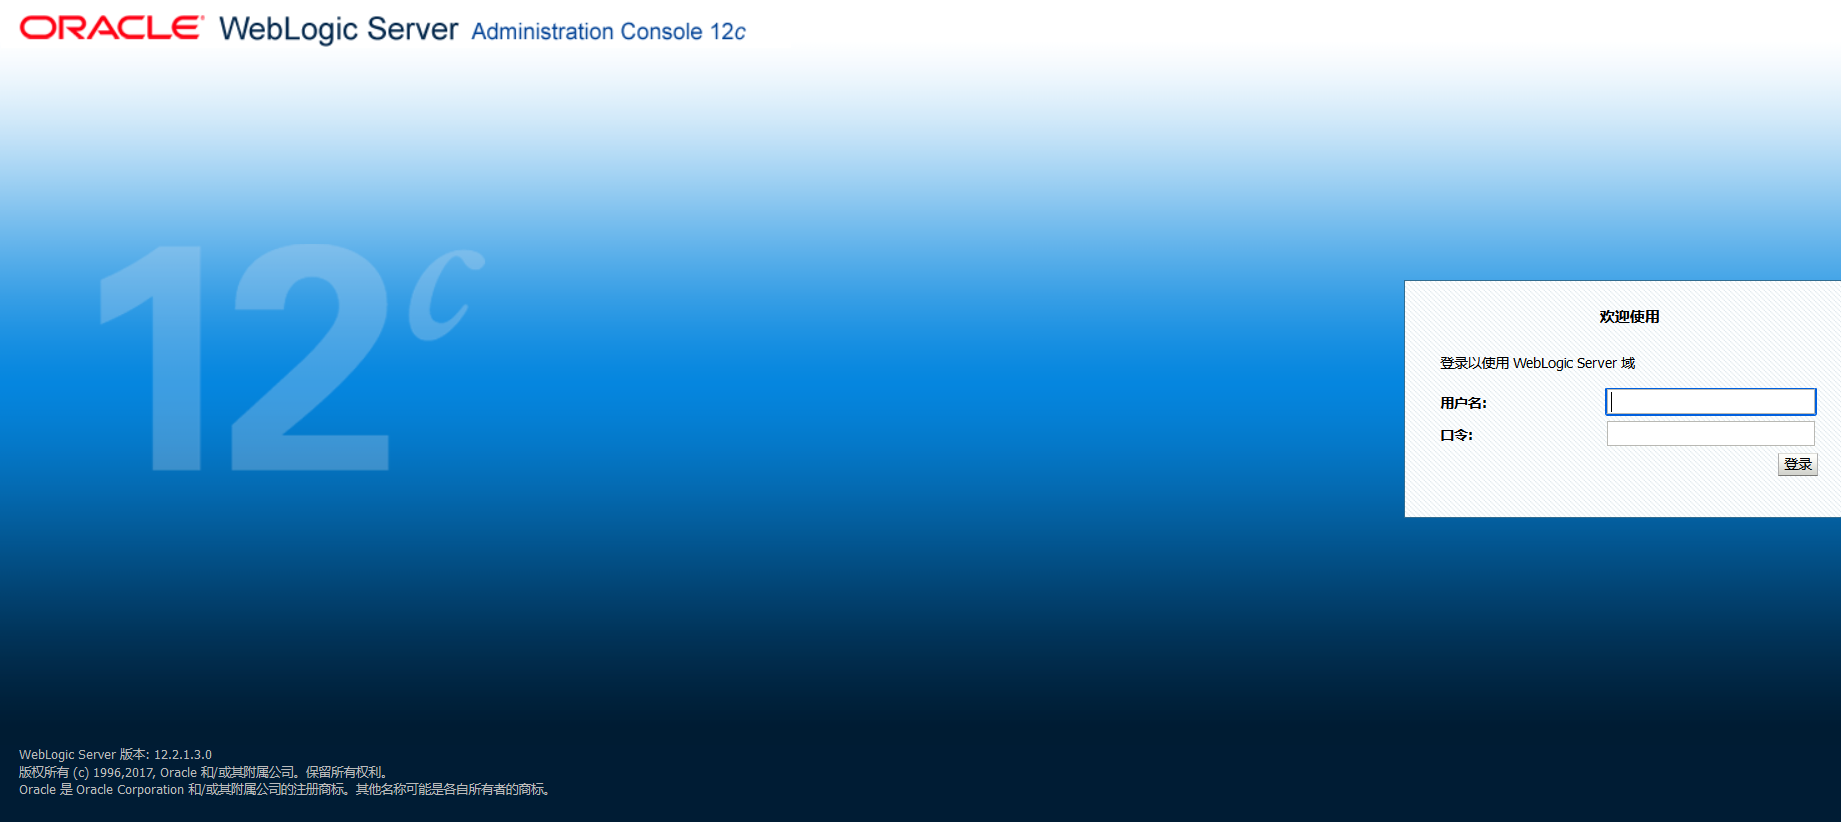 ORACLE® WebLogic Server Administration Console 12c
12c
欢迎使用
登录以使用 WebLogic Server 域
用户名:
口令:
登录
WebLogic Server 版本: 12.2.1.3.0
版权所有 (c) 1996,2017, Oracle 和/或其附属公司。保留所有权利。
Oracle 是 Oracle Corporation 和/或其附属公司的注册商标。其他名称可能是各自所有者的商标。